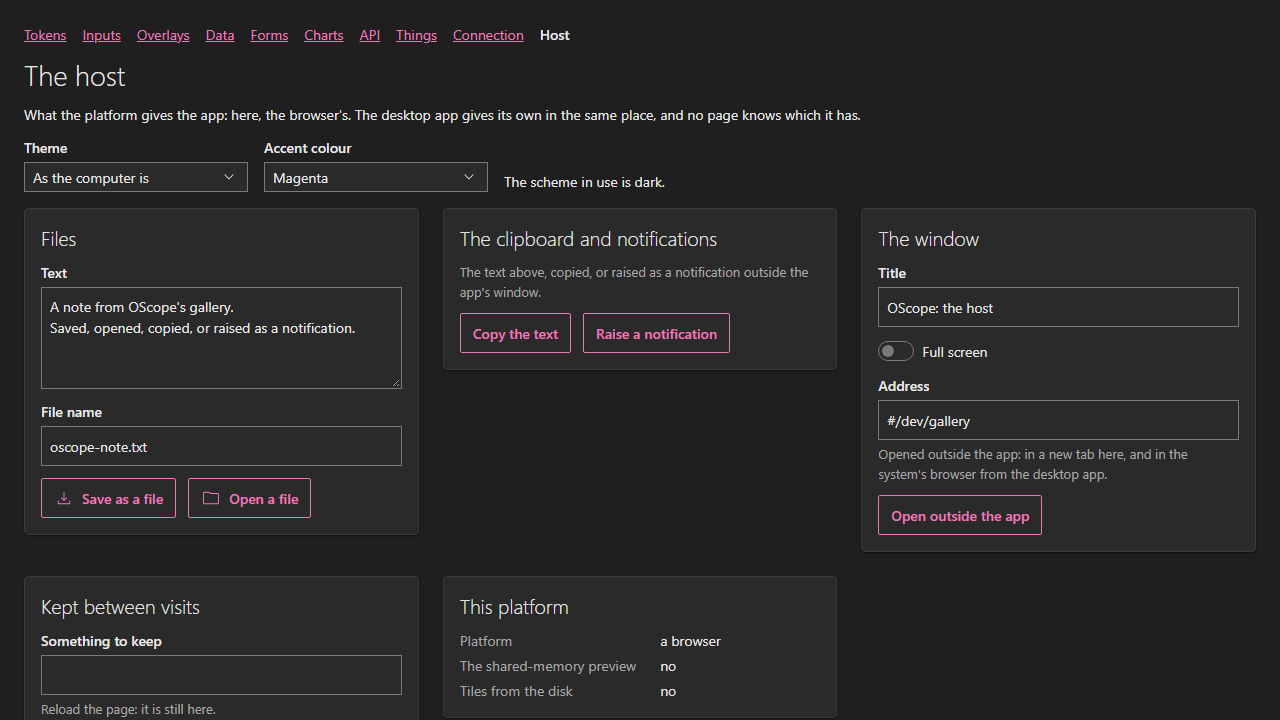 Tokens Inputs Overlays Data Forms Charts API Things Connection Host
The host
What the platform gives the app: here, the browser's. The desktop app gives its own in the same place, and no page knows which it has.
Theme
As the computer is
Accent colour
Magenta
The scheme in use is dark.
Files
Text
A note from OScope's gallery.
Saved, opened, copied, or raised as a notification.
File name
oscope-note.txt
Save as a file
Open a file
The clipboard and notifications
The text above, copied, or raised as a notification outside the
app's window.
Copy the text
Raise a notification
The window
Title
OScope: the host
Full screen
Address
#/dev/gallery
Opened outside the app: in a new tab here, and in the
system's browser from the desktop app.
Open outside the app
Kept between visits
Something to keep
Reload the page: it is still here.
This platform
Platform a browser
The shared-memory preview no
Tiles from the disk no